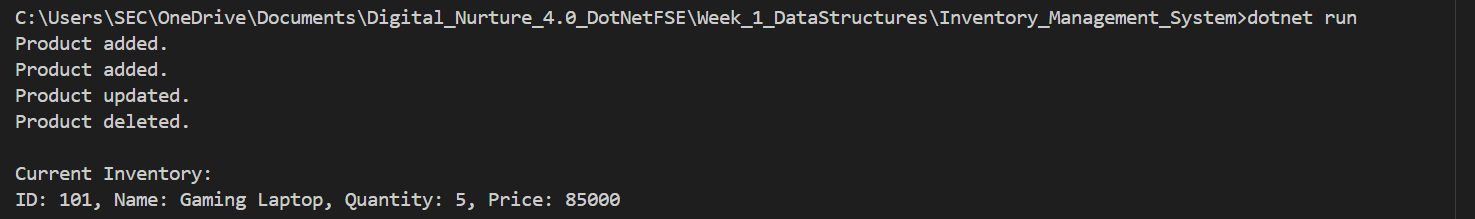 C:\Users\SEC\OneDrive\Documents\Digital_Nurture_4.0_DotNetFSE\Week_1_DataStructures\Inventory_Management_System>dotnet run
Product added.
Product added.
Product updated.
Product deleted.
Current Inventory:
ID: 101, Name: Gaming Laptop, Quantity: 5, Price: 85000